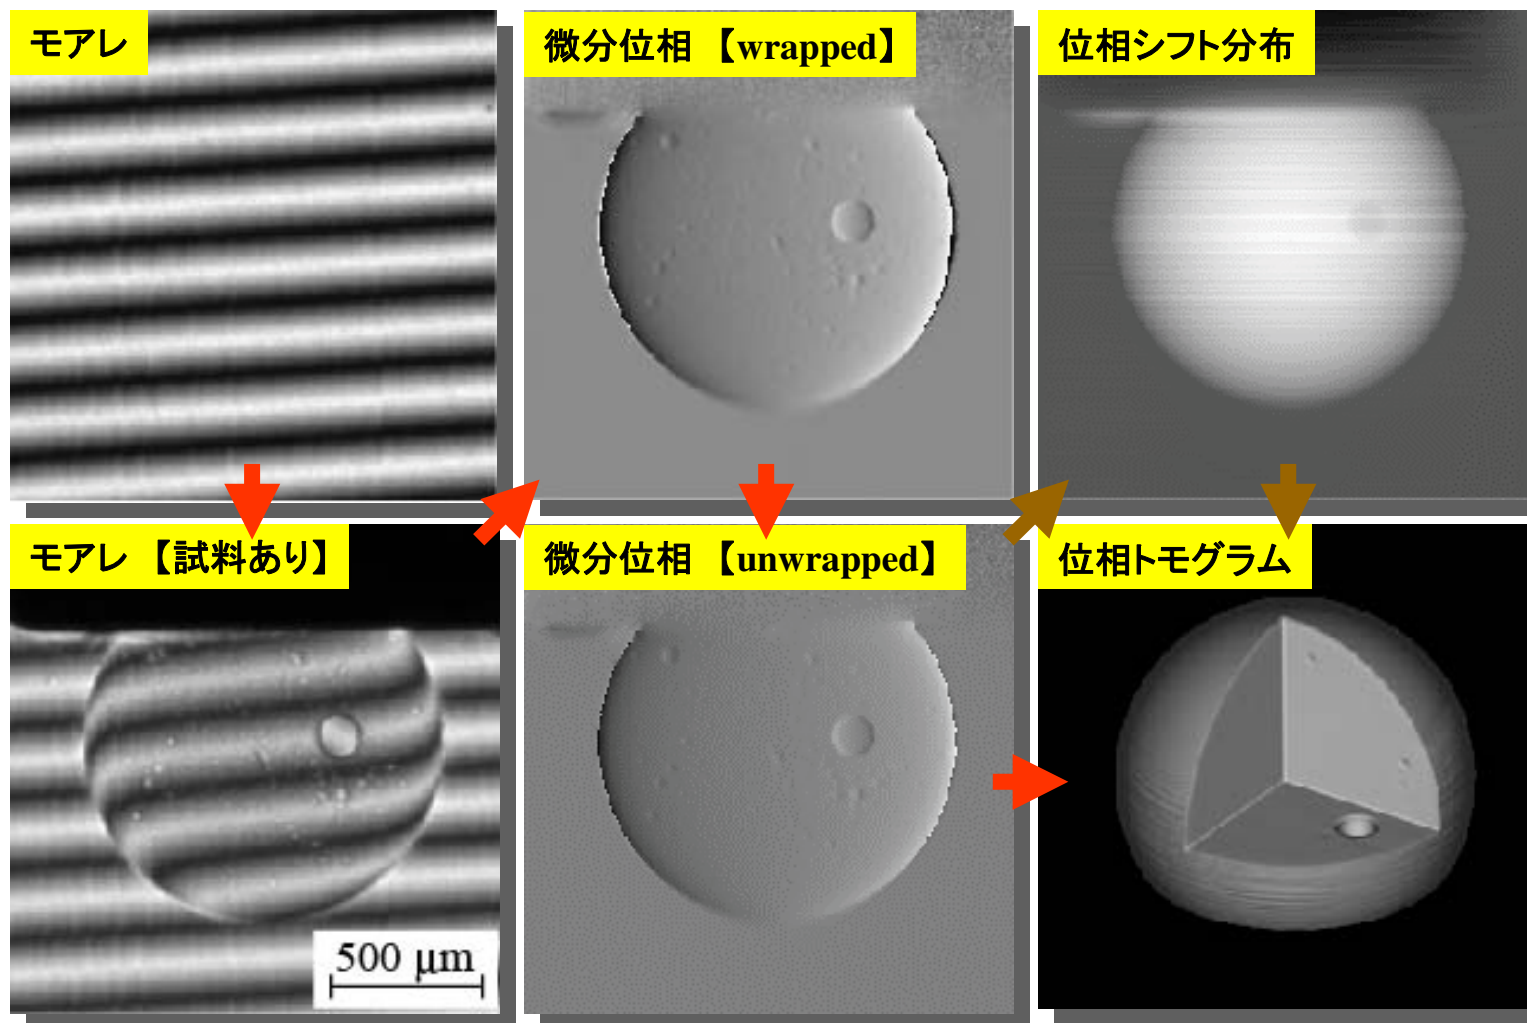 モアレ
微分位相 【wrapped】
位相シフト分布
モアレ 【試料あり】
微分位相 【unwrapped】
位相トモグラム
500 μm